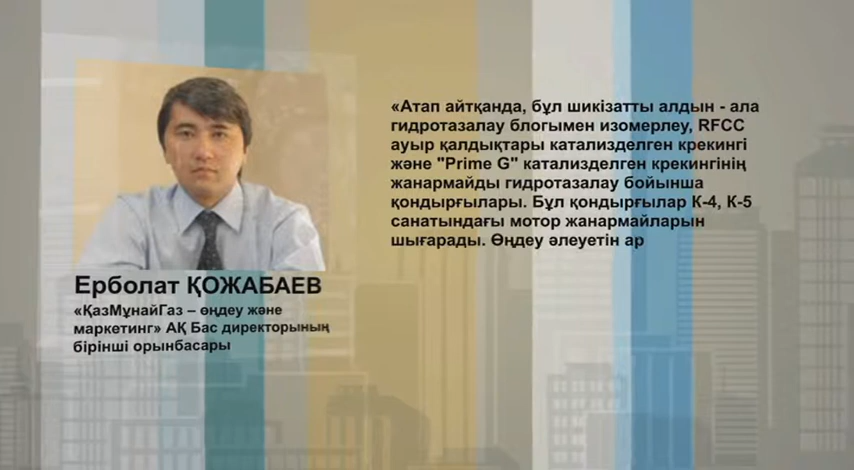 «Атап айтқанда, бұл шикізатты алдын - ала
гидротазалау блогымен изомерлеу, RFCC
ауыр қалдықтары катализделген крекингі
және "Prime G" катализделген крекингінің
жанармайды гидротазалау бойынша
қондырғылары. Бұл қондырғылар К-4, К-5
санатындағы мотор жанармайларын
шығарады. Өңдеу әлеуетін ар
Ерболат ҚОЖАБАЕВ
«ҚазМұнайГаз – өңдеу және
маркетинг» АҚ Бас директорының
бірінші орынбасары